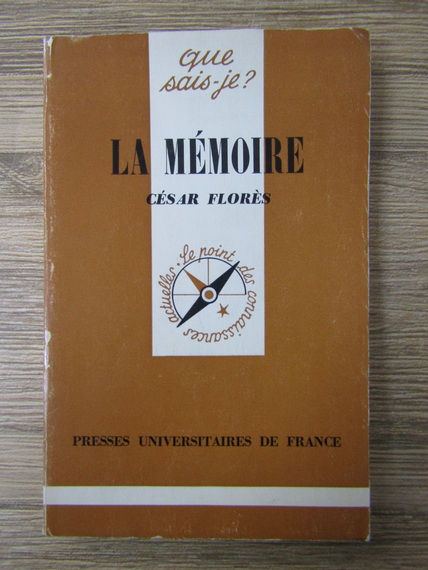 que
sais-je?
LA MÉMOIRE
CÉSAR FLORÈS
Le point des connaissances actuelles •
PRESSES UNIVERSITAIRES DE FRANCE